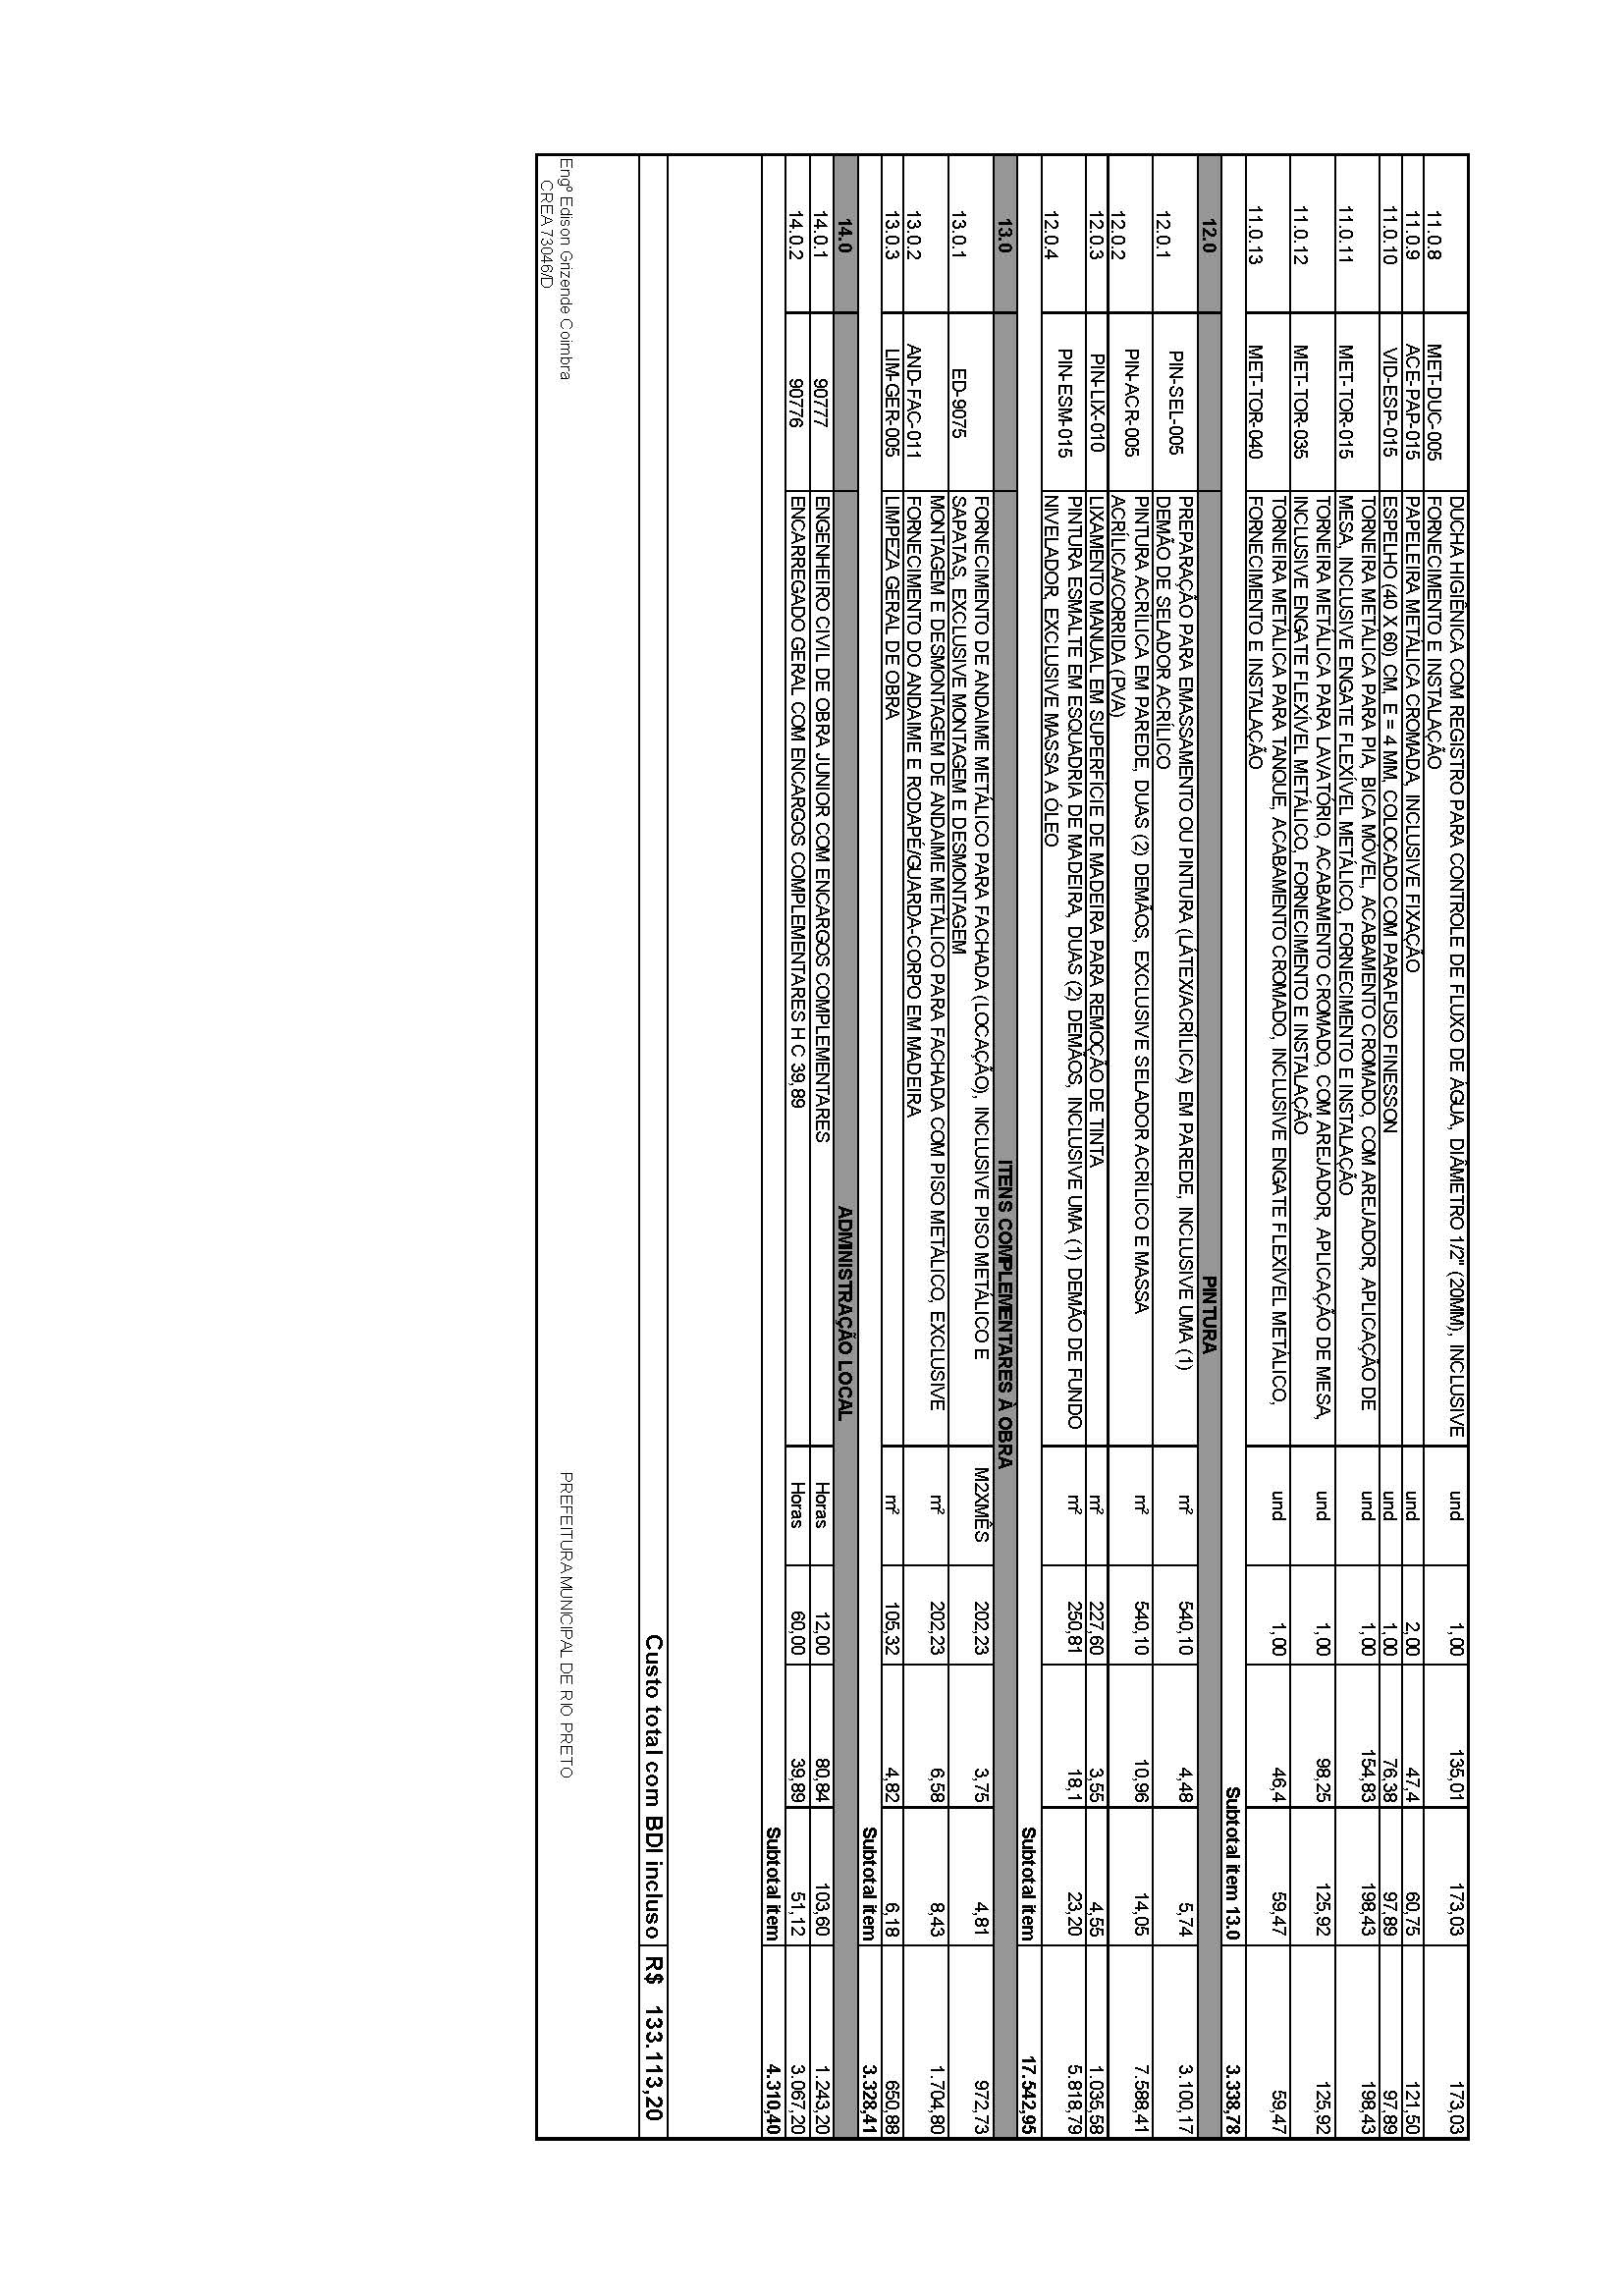 11.0.8 MET-DUC-005 DUCHA HIGIÊNICA COM REGISTRO PARA CONTROLE DE FLUXO DE ÁGUA, DIÂMETRO 1/2" (20MM), INCLUSIVE
FORNECIMENTO E INSTALAÇÃO und 1,00 135,01 173,03 173,03
11.0.9 ACE-PAP-015 PAPELEIRA METÁLICA CROMADA, INCLUSIVE FIXAÇÃO und 2,00 47,4 60,75 121,50
11.0.10 VID-ESP-015 ESPELHO (40 X 60) CM, E = 4 MM, COLOCADO COM PARAFUSO FINESSON und 1,00 76,38 97,89 97,89
11.0.11 MET-TOR-015 TORNEIRA METÁLICA PARA PIA, BICA MÓVEL, ACABAMENTO CROMADO, COM AREJADOR, APLICAÇÃO DE
MESA, INCLUSIVE ENGATE FLEXÍVEL METÁLICO, FORNECIMENTO E INSTALAÇÃO und 1,00 154,83 198,43 198,43
11.0.12 MET-TOR-035 TORNEIRA METÁLICA PARA LAVATÓRIO, ACABAMENTO CROMADO, COM AREJADOR, APLICAÇÃO DE MESA,
INCLUSIVE ENGATE FLEXÍVEL METÁLICO, FORNECIMENTO E INSTALAÇÃO und 1,00 98,25 125,92 125,92
11.0.13 MET-TOR-040 TORNEIRA METÁLICA PARA TANQUE, ACABAMENTO CROMADO, INCLUSIVE ENGATE FLEXÍVEL METÁLICO,
FORNECIMENTO E INSTALAÇÃO und 1,00 46,4 59,47 59,47
Subtotal item 13.0 3.338,78
12.0 PINTURA
12.0.1 PIN-SEL-005 PREPARAÇÃO PARA EMASSAMENTO OU PINTURA (LÁTEX/ACRÍLICA) EM PAREDE, INCLUSIVE UMA (1)
DEMÃO DE SELADOR ACRÍLICO m² 540,10 4,48 5,74 3.100,17
12.0.2 PIN-ACR-005 PINTURA ACRÍLICA EM PAREDE, DUAS (2) DEMÃOS, EXCLUSIVE SELADOR ACRÍLICO E MASSA
ACRÍLICA/CORRIDA (PVA) m² 540,10 10,96 14,05 7.588,41
12.0.3 PIN-LIX-010 LIXAMENTO MANUAL EM SUPERFÍCIE DE MADEIRA PARA REMOÇÃO DE TINTA m² 227,60 3,55 4,55 1.035,58
12.0.4 PIN-ESM-015 PINTURA ESMALTE EM ESQUADRIA DE MADEIRA, DUAS (2) DEMÃOS, INCLUSIVE UMA (1) DEMÃO DE FUNDO
NIVELADOR, EXCLUSIVE MASSA A ÓLEO m² 250,81 18,1 23,20 5.818,79
Subtotal item 17.542,95
13.0 ITENS COMPLEMENTARES À OBRA
13.0.1 ED-9075 FORNECIMENTO DE ANDAIME METÁLICO PARA FACHADA (LOCAÇÃO), INCLUSIVE PISO METÁLICO E
SAPATAS, EXCLUSIVE MONTAGEM E DESMONTAGEM M2XMÊS 202,23 3,75 4,81 972,73
13.0.2 AND-FAC-011 MONTAGEM E DESMONTAGEM DE ANDAIME METÁLICO PARA FACHADA COM PISO METÁLICO, EXCLUSIVE
FORNECIMENTO DO ANDAIME E RODAPÉ/GUARDA-CORPO EM MADEIRA m² 202,23 6,58 8,43 1.704,80
13.0.3 LIM-GER-005 LIMPEZA GERAL DE OBRA m² 105,32 4,82 6,18 650,88
Subtotal item 3.328,41
14.0 ADMINISTRAÇÃO LOCAL
14.0.1 90777 ENGENHEIRO CIVIL DE OBRA JUNIOR COM ENCARGOS COMPLEMENTARES Horas 12,00 80,84 103,60 1.243,20
14.0.2 90776 ENCARREGADO GERAL COM ENCARGOS COMPLEMENTARES H C 39,89 Horas 60,00 39,89 51,12 3.067,20
Subtotal item 4.310,40
Custo total com BDI incluso R$ 133.113,20
Engº Edison Grizende Coimbra PREFEITURA MUNICIPAL DE RIO PRETO
CREA 73046/D